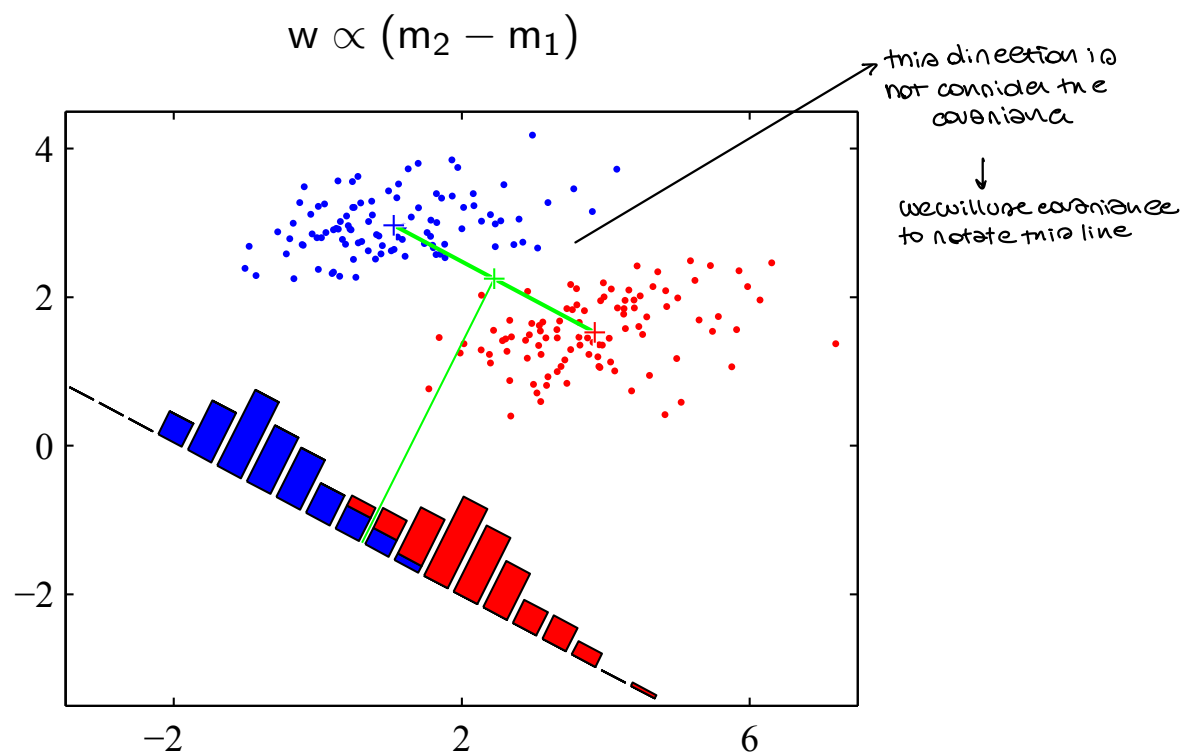 w ∝ (m₂ − m₁)
this direction is
not consider the
covariance
↓
we will use covariance
to rotate this line
4
2
0
−2
−2
2
6